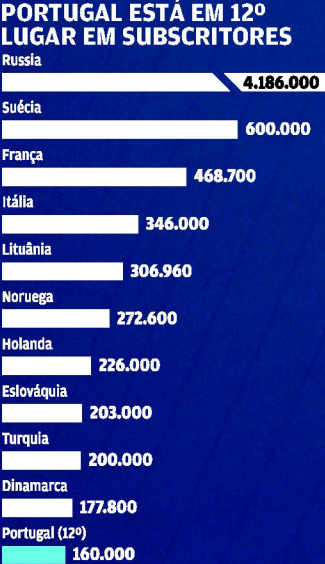 PORTUGAL ESTÁ EM 12º
LUGAR EM SUBSCRITORES
Russia
4.186.000
Suécia
600.000
França
468.700
Itália
346.000
Lituânia
306.960
Noruega
272.600
Holanda
226.000
Eslováquia
203.000
Turquia
200.000
Dinamarca
177.800
Portugal (12º)
160.000